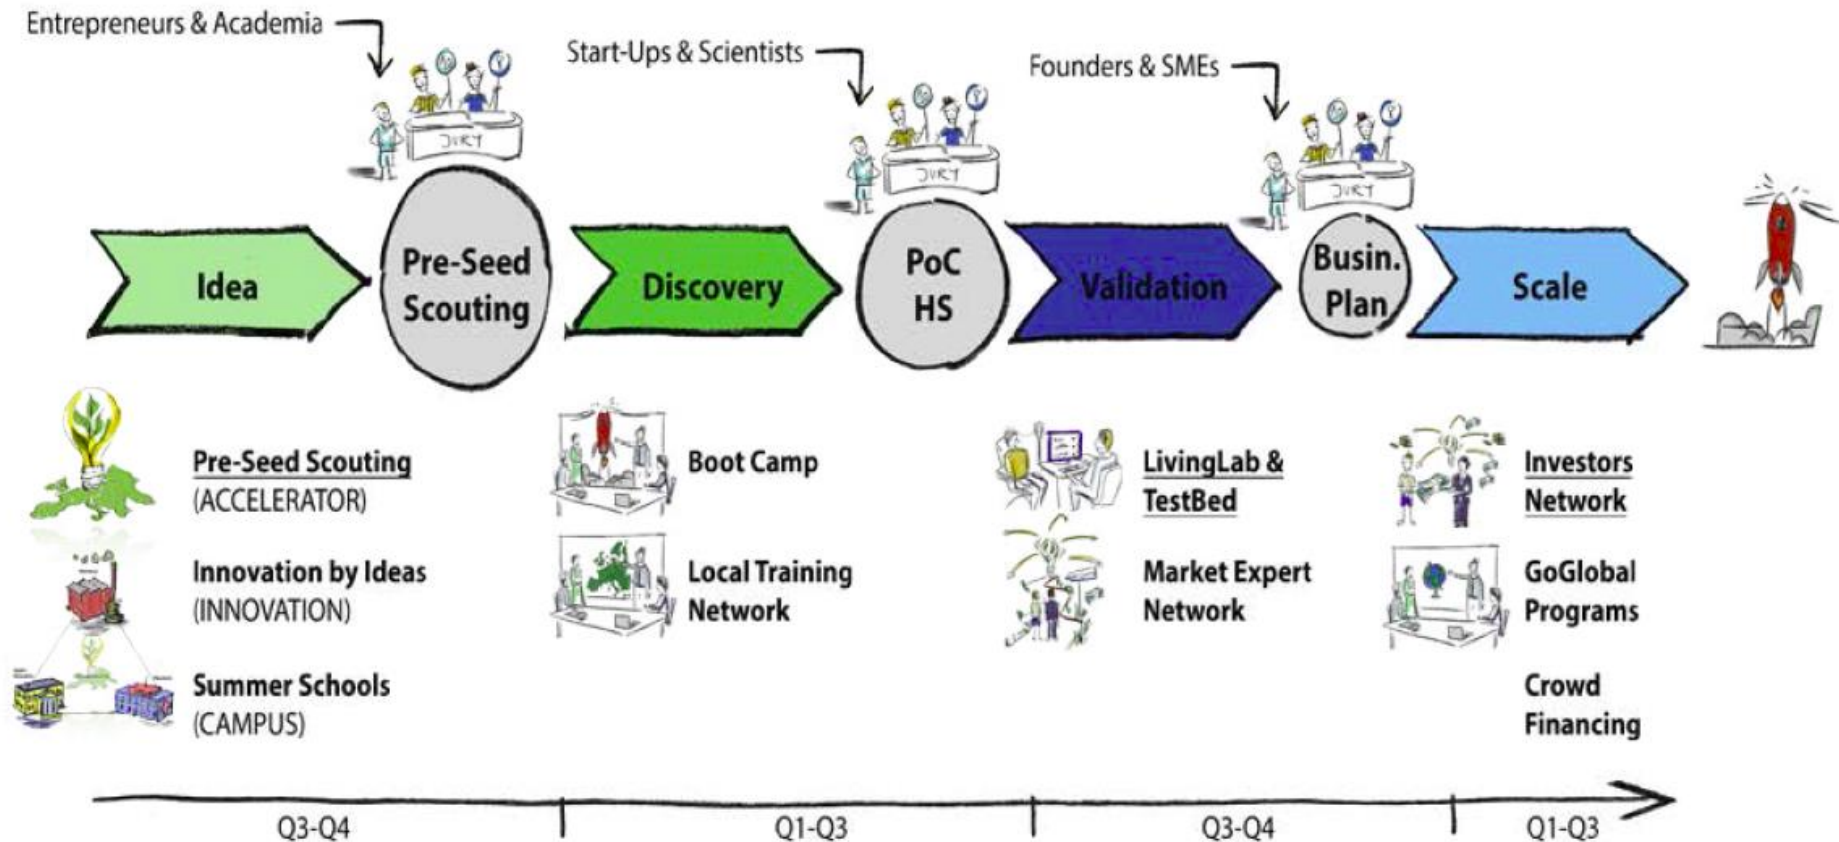 Entrepreneurs & Academia
Start-Ups & Scientists
Founders & SMEs
JURY
JURY
JURY
Idea
Pre-Seed
Scouting
Discovery
PoC
HS
Validation
Busin.
Plan
Scale
Pre-Seed Scouting
(ACCELERATOR)
Innovation by Ideas
(INNOVATION)
Summer Schools
(CAMPUS)
Boot Camp
Local Training
Network
LivingLab &
TestBed
Market Expert
Network
Investors
Network
GoGlobal
Programs
Crowd
Financing
Q3-Q4
Q1-Q3
Q3-Q4
Q1-Q3